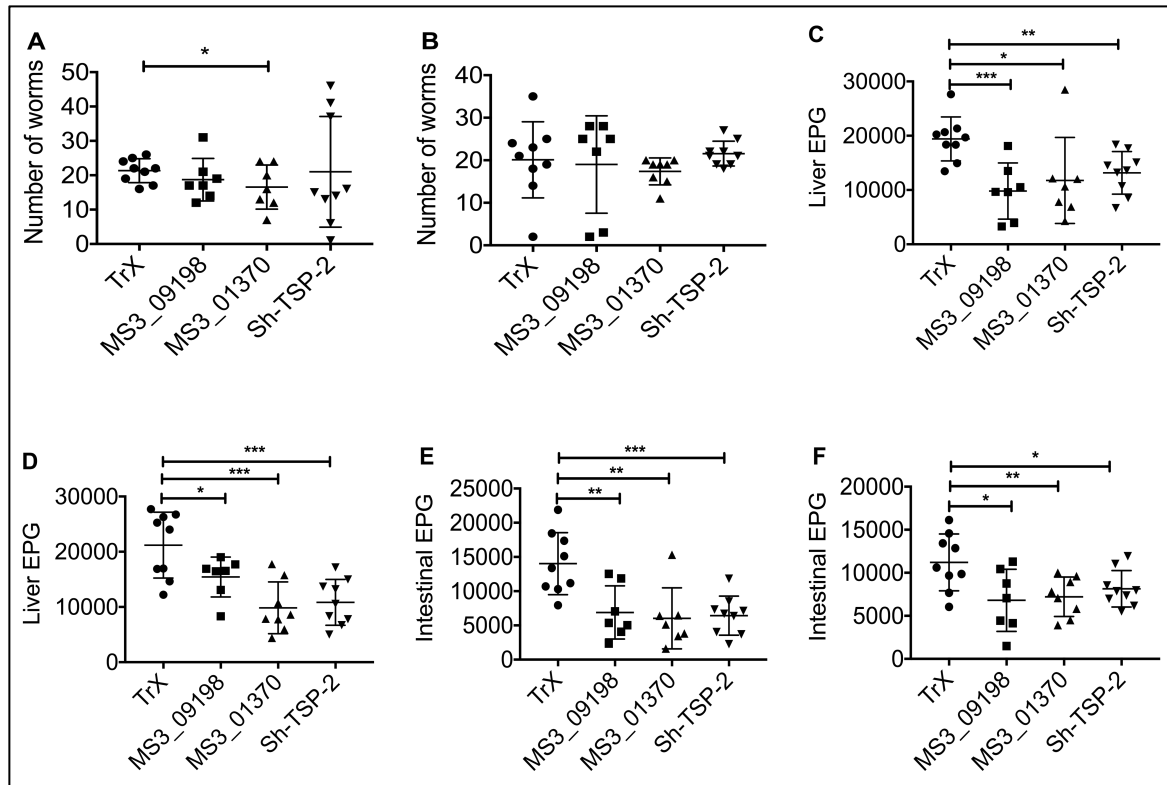 A
Number of worms
50
40
30
20
10
0
*
TrX
MS3_09198
MS3_01370
Sh-TSP-2
B
Number of worms
40
30
20
10
0
TrX
MS3_09198
MS3_01370
Sh-TSP-2
C
Liver EPG
30000
20000
10000
0
**
*
***
TrX
MS3_09198
MS3_01370
Sh-TSP-2
D
Liver EPG
30000
20000
10000
0
***
***
*
TrX
MS3_09198
MS3_01370
Sh-TSP-2
E
Intestinal EPG
25000
20000
15000
10000
5000
0
***
**
**
TrX
MS3_09198
MS3_01370
Sh-TSP-2
F
Intestinal EPG
20000
15000
10000
5000
0
*
**
*
TrX
MS3_09198
MS3_01370
Sh-TSP-2